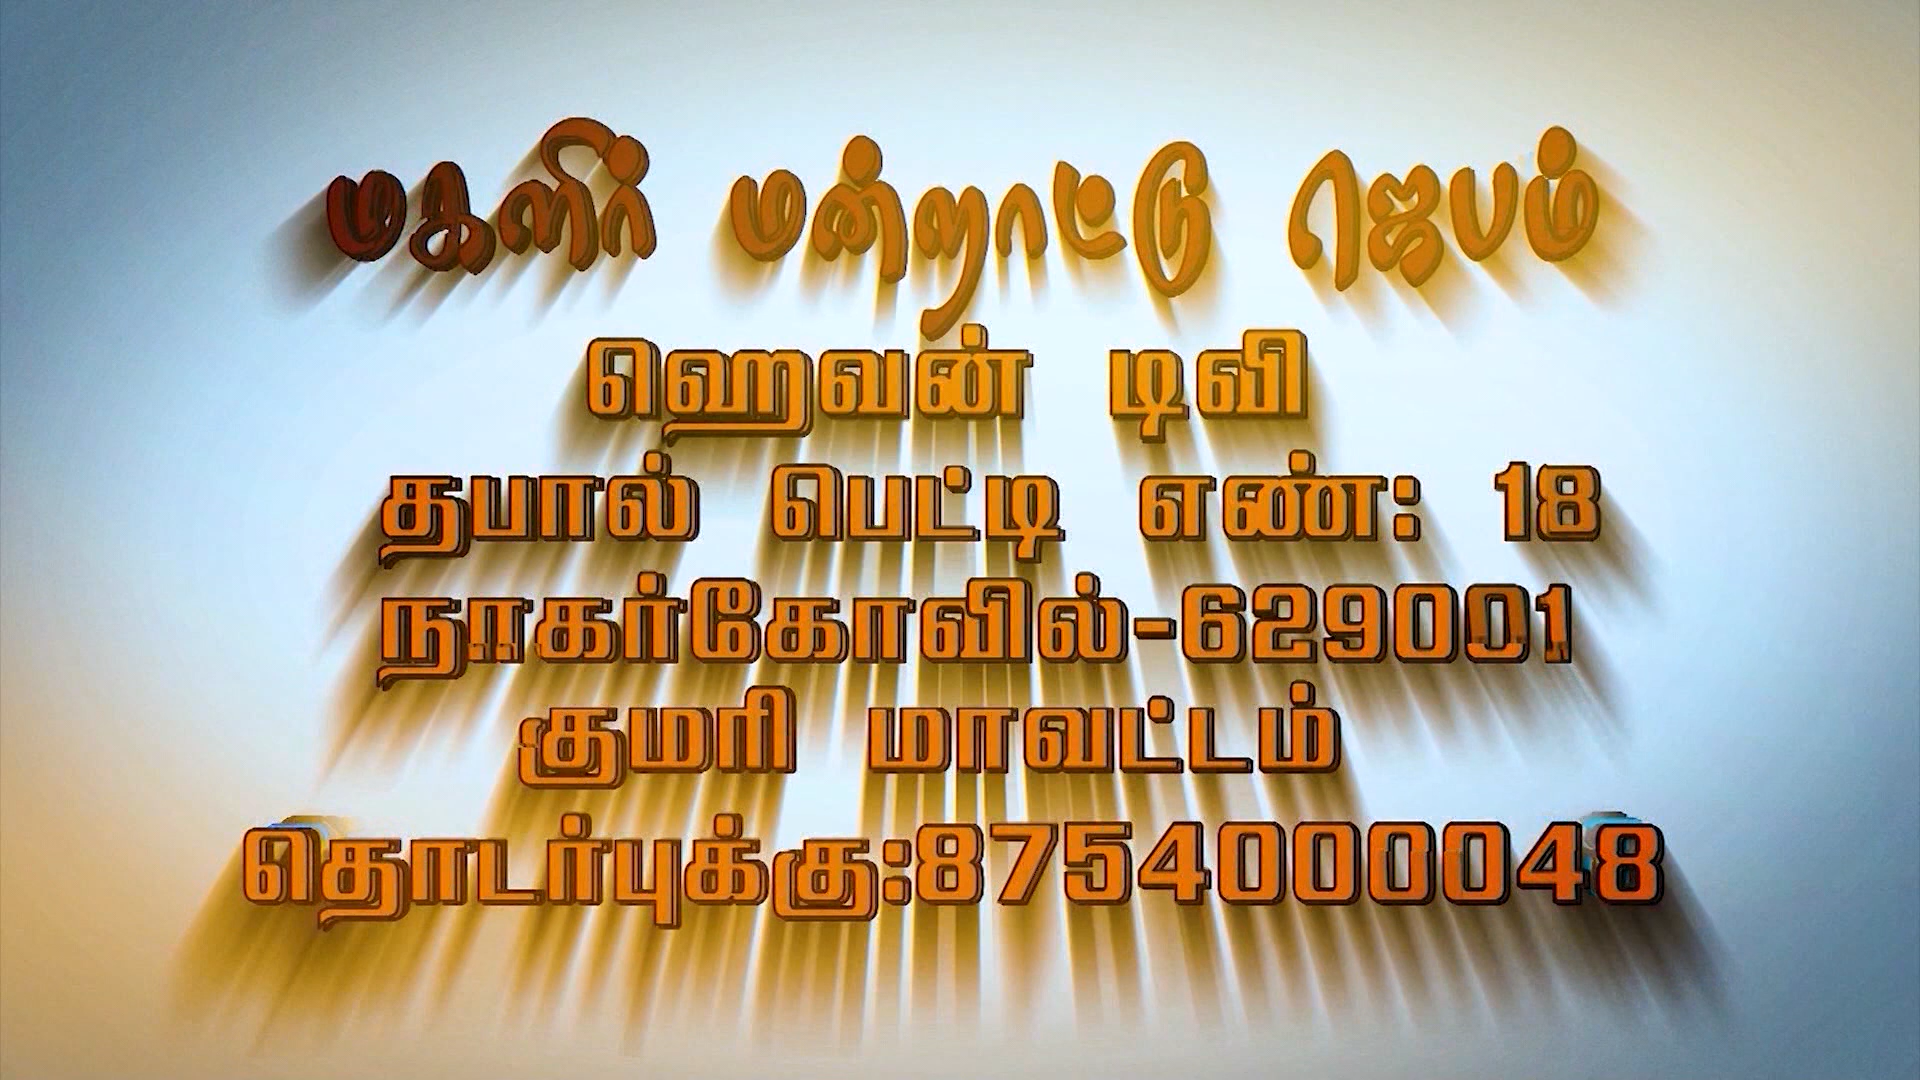 மகளிர் மன்றாட்டு ஜெபம்
ஹெவன் டிவி
தபால் பெட்டி எண்: 18
நாகர்கோவில்-629001
குமரி மாவட்டம்
தொடர்புக்கு:8754000048